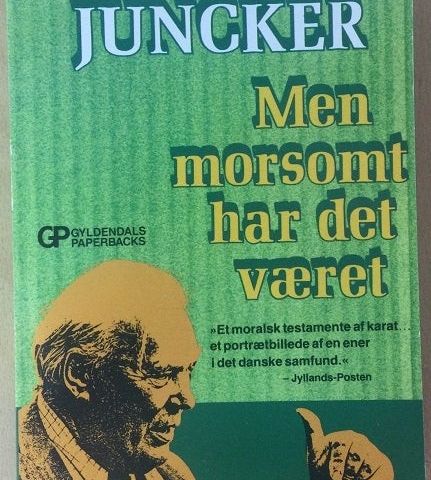 JUNCKER
Men
morsomt
har det
været
GP GYLDENDALS
PAPERBACKS
»Et moralsk testamente af karat...
et portrætbillede af en ener
i det danske samfund.«
– Jyllands-Posten